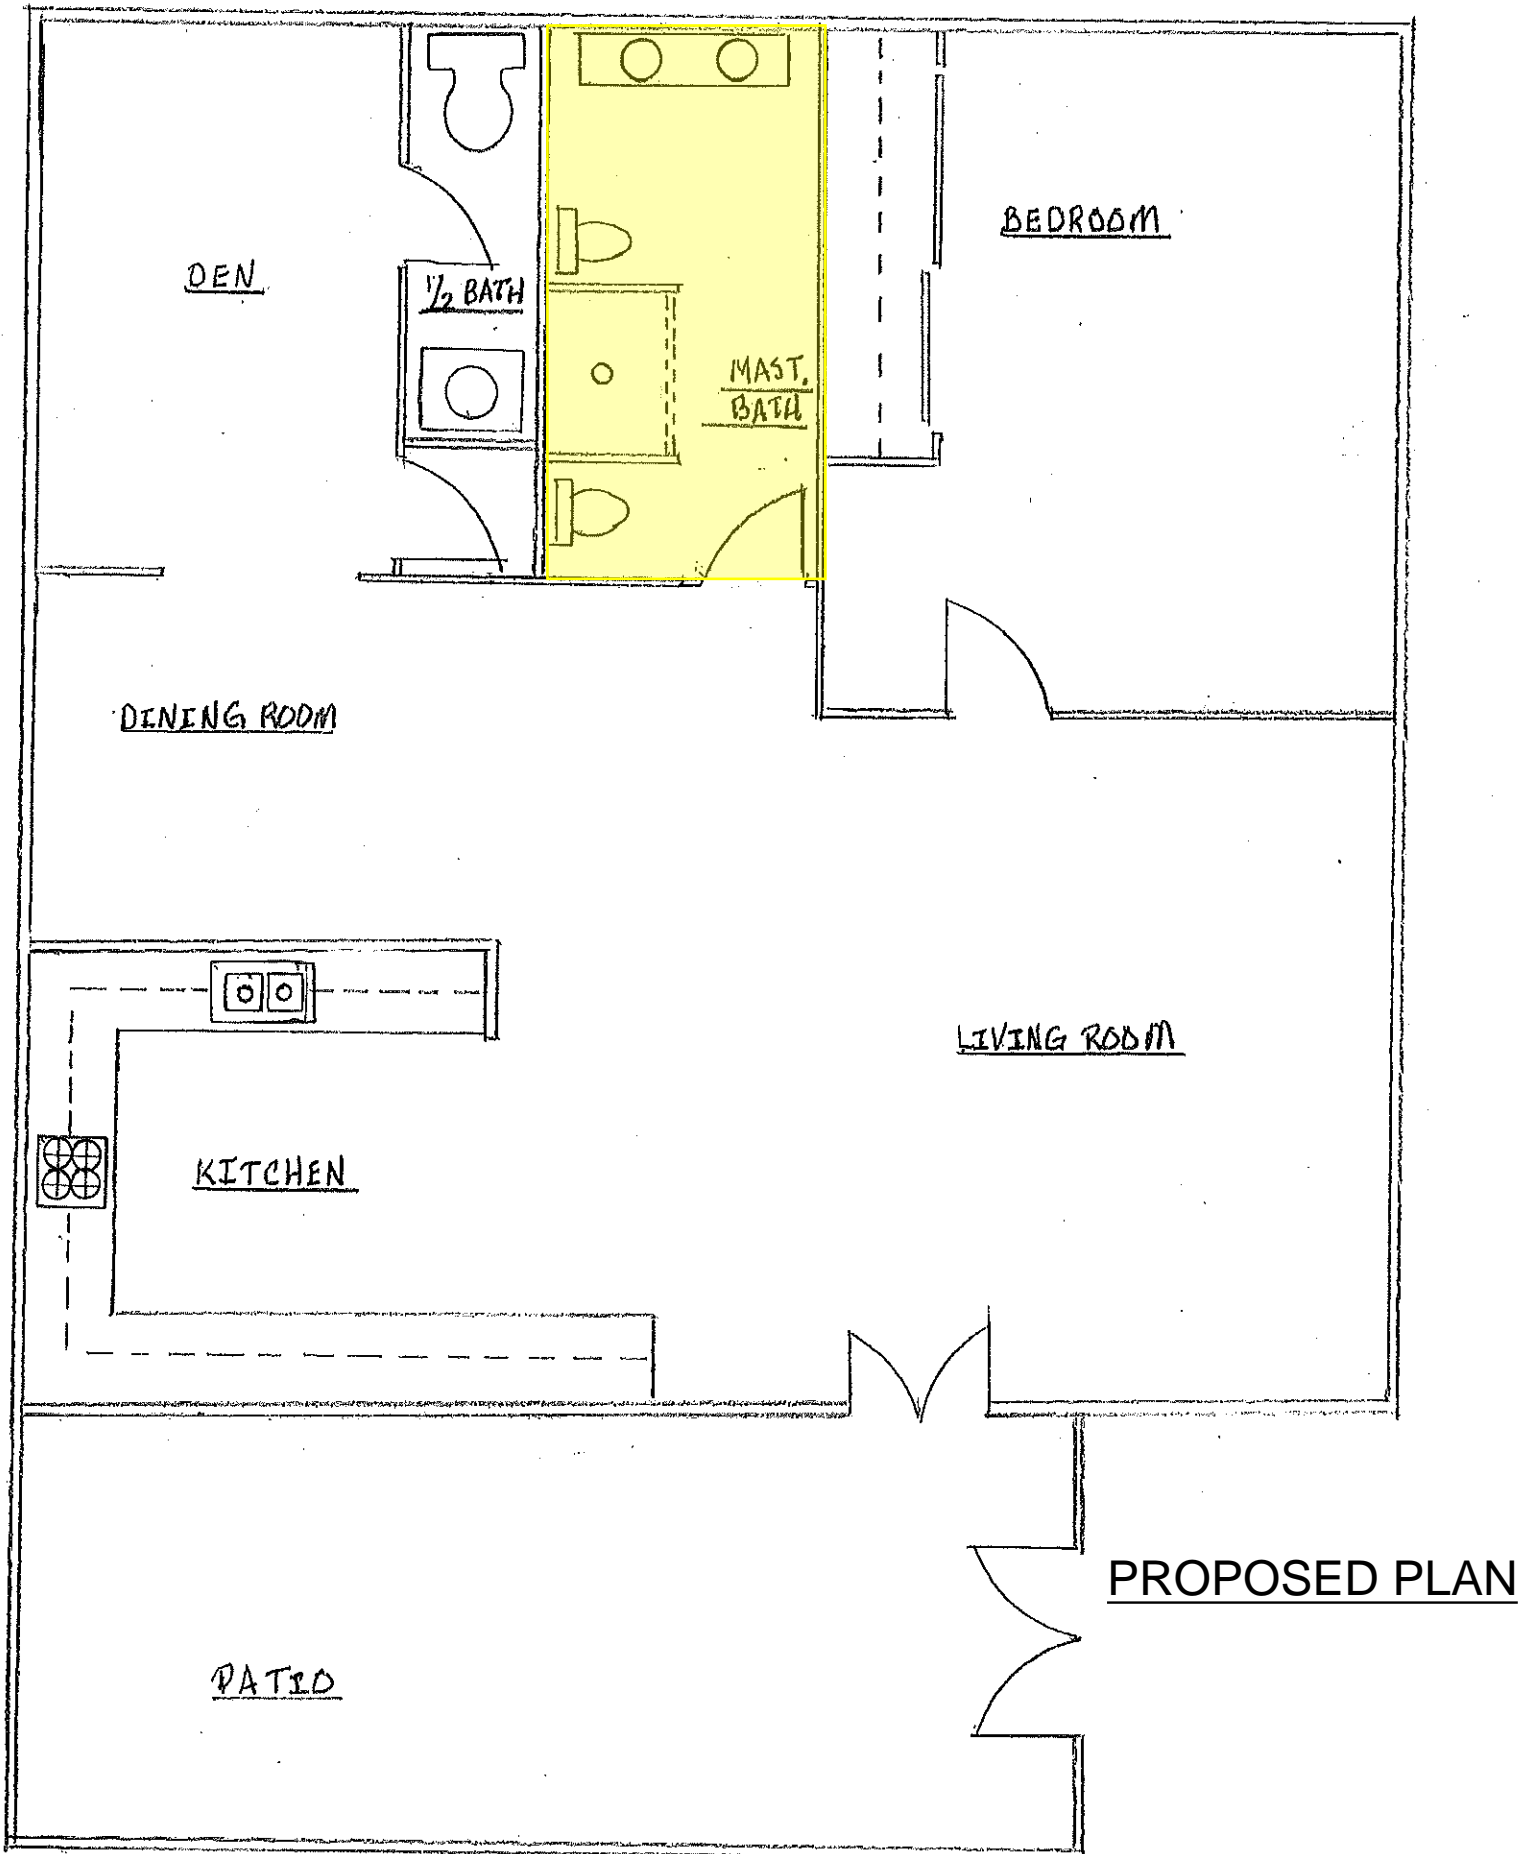 BEDROOM
DEN
1/2 BATH
MAST.
BATH
DINING ROOM
LIVING ROOM
KITCHEN
PROPOSED PLAN
PATIO